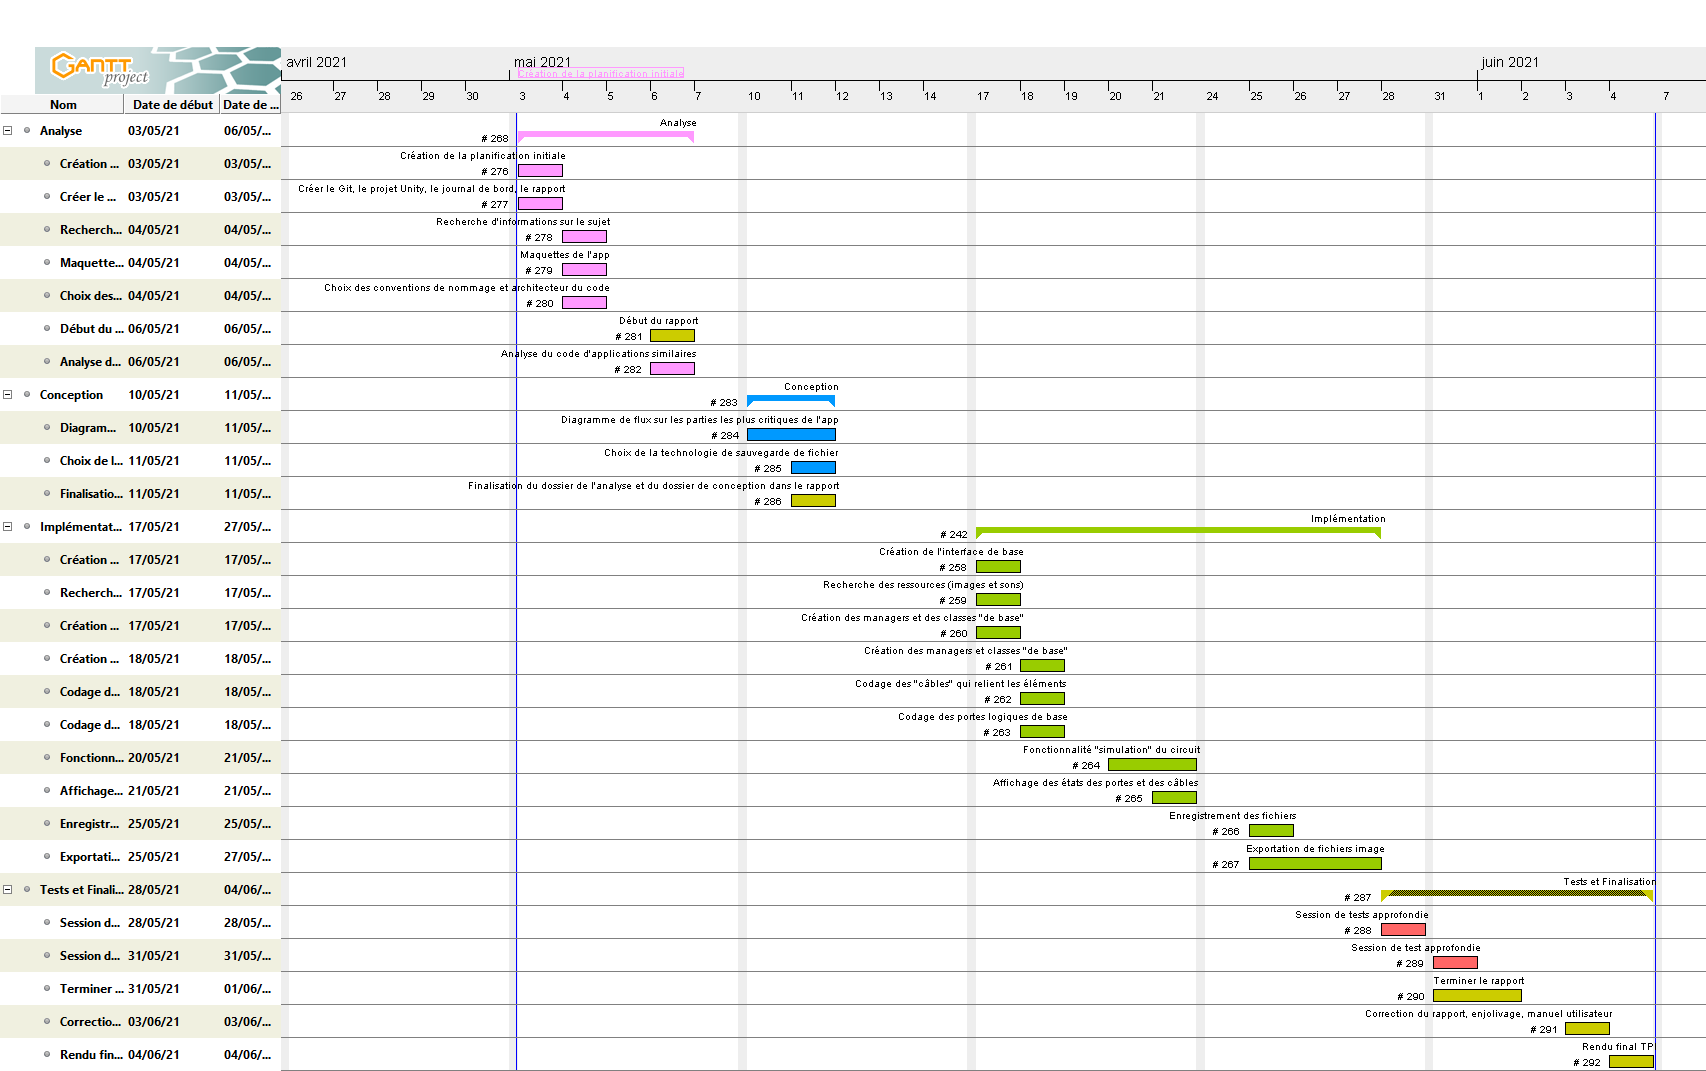 GANTT
project
avril 2021
mai 2021
juin 2021
Création de la planification initiale
Nom Date de début Date de ...
26 27 28 29 30 3 4 5 6 7 10 11 12 13 14 17 18 19 20 21 24 25 26 27 28 31 1 2 3 4 7
Analyse 03/05/21 06/05/... # 268 Analyse
Création ... 03/05/21 03/05/... # 276 Création de la planification initiale
Créer le ... 03/05/21 03/05/... # 277 Créer le Git, le projet Unity, le journal de bord, le rapport
Recherch... 04/05/21 04/05/... # 278 Recherche d'informations sur le sujet
Maquette... 04/05/21 04/05/... # 279 Maquettes de l'app
Choix des... 04/05/21 04/05/... # 280 Choix des conventions de nommage et architecteur du code
Début du ... 06/05/21 06/05/... # 281 Début du rapport
Analyse d... 06/05/21 06/05/... # 282 Analyse du code d'applications similaires
Conception 10/05/21 11/05/... # 283 Conception
Diagram... 10/05/21 11/05/... # 284 Diagramme de flux sur les parties les plus critiques de l'app
Choix de l... 11/05/21 11/05/... # 285 Choix de la technologie de sauvegarde de fichier
Finalisatio... 11/05/21 11/05/... # 286 Finalisation du dossier de l'analyse et du dossier de conception dans le rapport
Implémentat... 17/05/21 27/05/... # 242 Implémentation
Création ... 17/05/21 17/05/... # 258 Création de l'interface de base
Recherch... 17/05/21 17/05/... # 259 Recherche des ressources (images et sons)
Création ... 17/05/21 17/05/... # 260 Création des managers et des classes "de base"
Création ... 18/05/21 18/05/... # 261 Création des managers et classes "de base"
Codage d... 18/05/21 18/05/... # 262 Codage des "câbles" qui relient les éléments
Codage d... 18/05/21 18/05/... # 263 Codage des portes logiques de base
Fonctionn... 20/05/21 21/05/... # 264 Fonctionnalité "simulation" du circuit
Affichage... 21/05/21 21/05/... # 265 Affichage des états des portes et des câbles
Enregistr... 25/05/21 25/05/... # 266 Enregistrement des fichiers
Exportati... 25/05/21 27/05/... # 267 Exportation de fichiers image
Tests et Finali... 28/05/21 04/06/... # 287 Tests et Finalisation
Session d... 28/05/21 28/05/... # 288 Session de tests approfondie
Session d... 31/05/21 31/05/... # 289 Session de test approfondie
Terminer ... 31/05/21 01/06/... # 290 Terminer le rapport
Correctio... 03/06/21 03/06/... # 291 Correction du rapport, enjolivage, manuel utilisateur
Rendu fin... 04/06/21 04/06/... # 292 Rendu final TP